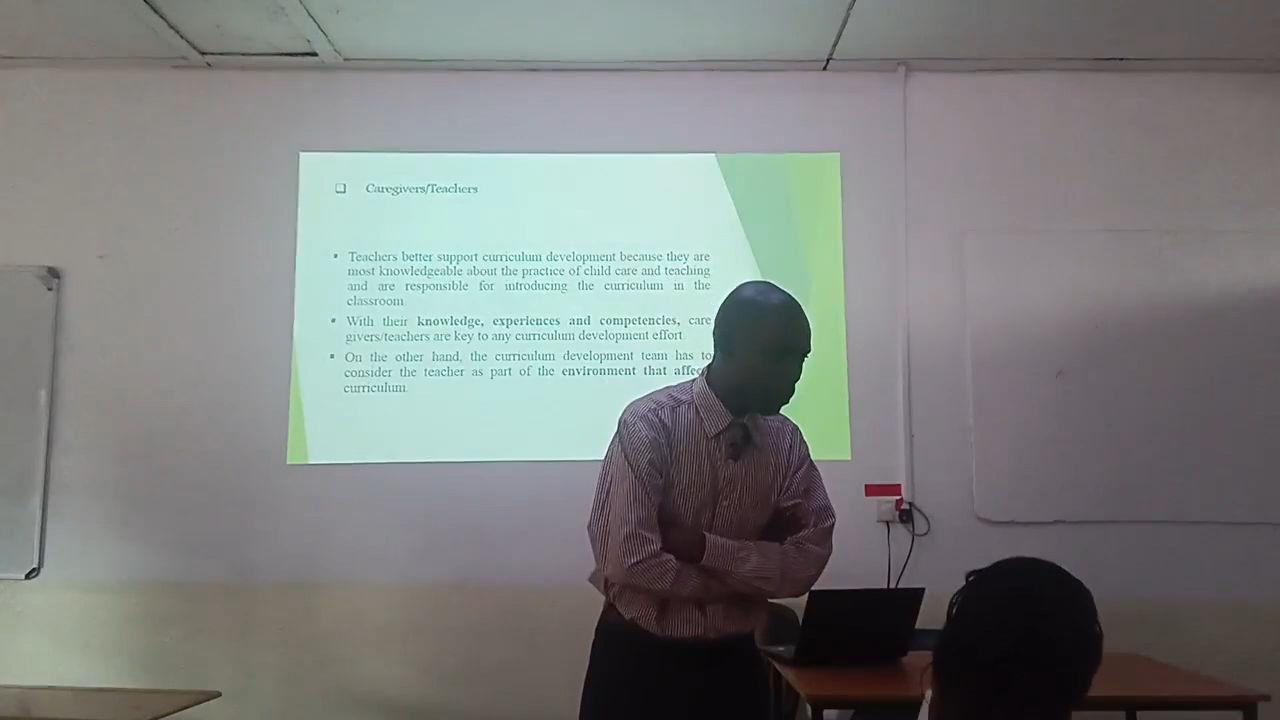 ❑ Caregivers/Teachers
▪ Teachers better support curriculum development because they are
most knowledgeable about the practice of child care and teaching
and are responsible for introducing the curriculum in the
classroom.
▪ With their knowledge, experiences and competencies, care
givers/teachers are key to any curriculum development effort.
▪ On the other hand, the curriculum development team has to
consider the teacher as part of the environment that affec
curriculum.